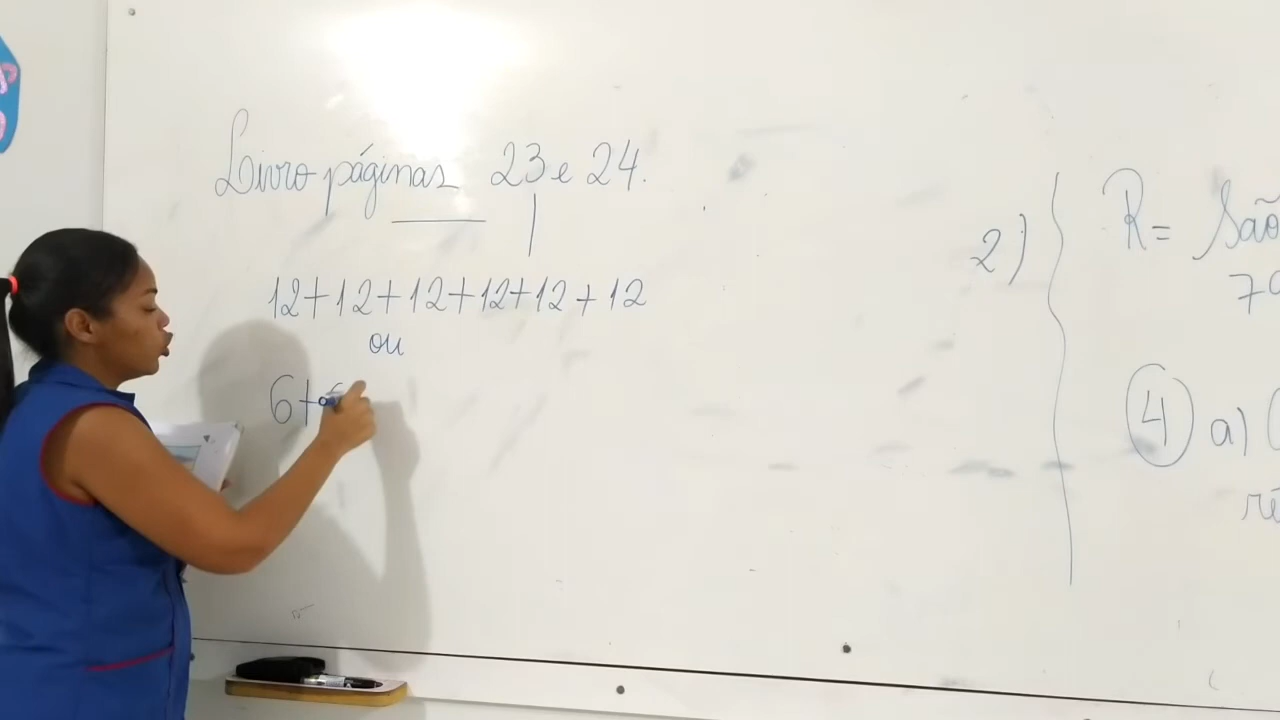 Livro páginas 23 e 24.
12+12+12+12+12+12
ou
6+6
2)
R= São
4 a)